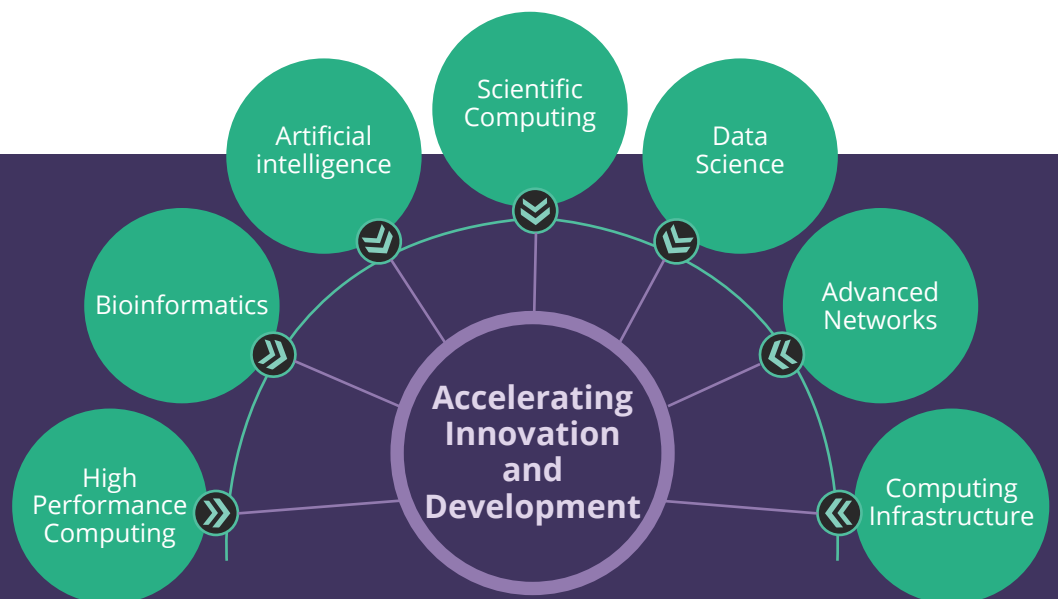 Scientific
Computing
Artificial
intelligence
Data
Science
Bioinformatics
Advanced
Networks
Accelerating
Innovation
and
Development
High
Performance
Computing
Computing
Infrastructure